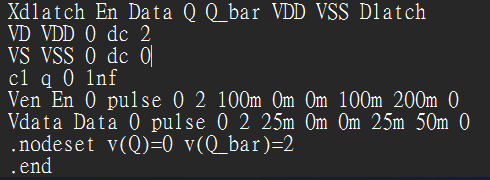 Xdlatch En Data Q Q_bar VDD VSS Dlatch
VD VDD 0 dc 2
VS VSS 0 dc 0
c1 q 0 1nf
Ven En 0 pulse 0 2 100m 0m 0m 100m 200m 0
Vdata Data 0 pulse 0 2 25m 0m 0m 25m 50m 0
.nodeset v(Q)=0 v(Q_bar)=2
.end